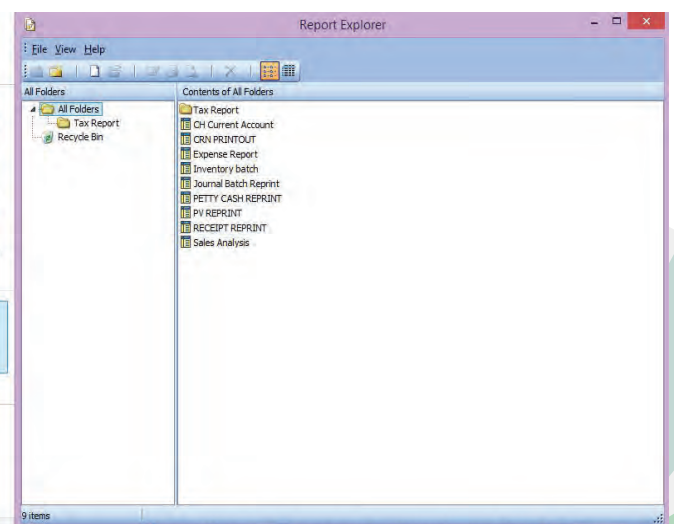 Report Explorer
File View Help
All Folders
Contents of All Folders
All Folders
Tax Report
Recycle Bin
Tax Report
CH Current Account
CRN PRINTOUT
Expense Report
Inventory batch
Journal Batch Reprint
PETTY CASH REPRINT
PV REPRINT
RECEIPT REPRINT
Sales Analysis
9 items